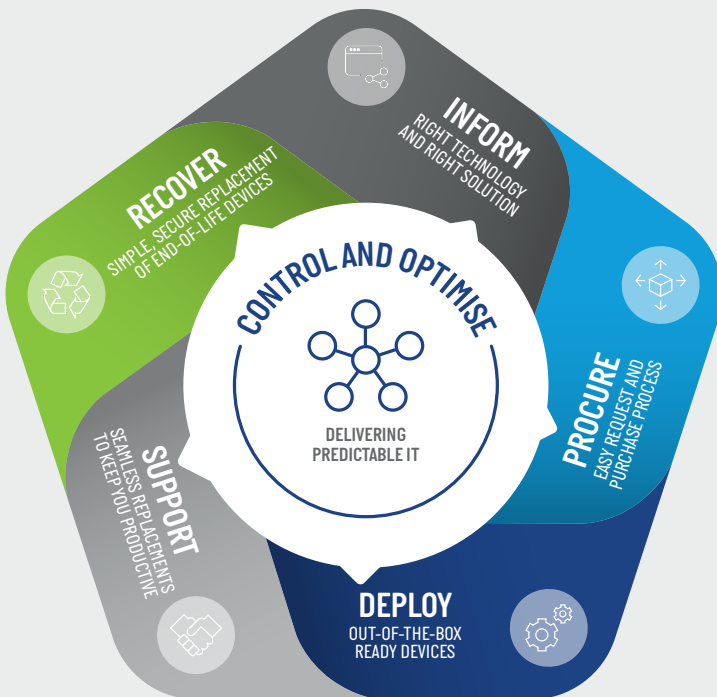 INFORM
RIGHT TECHNOLOGY
AND RIGHT SOLUTION
PROCURE
EASY REQUEST AND
PURCHASE PROCESS
DEPLOY
OUT-OF-THE-BOX
READY DEVICES
SUPPORT
SEAMLESS REPLACEMENTS
TO KEEP YOU PRODUCTIVE
RECOVER
SIMPLE, SECURE REPLACEMENT
OF END-OF-LIFE DEVICES
CONTROL AND OPTIMISE
DELIVERING
PREDICTABLE IT